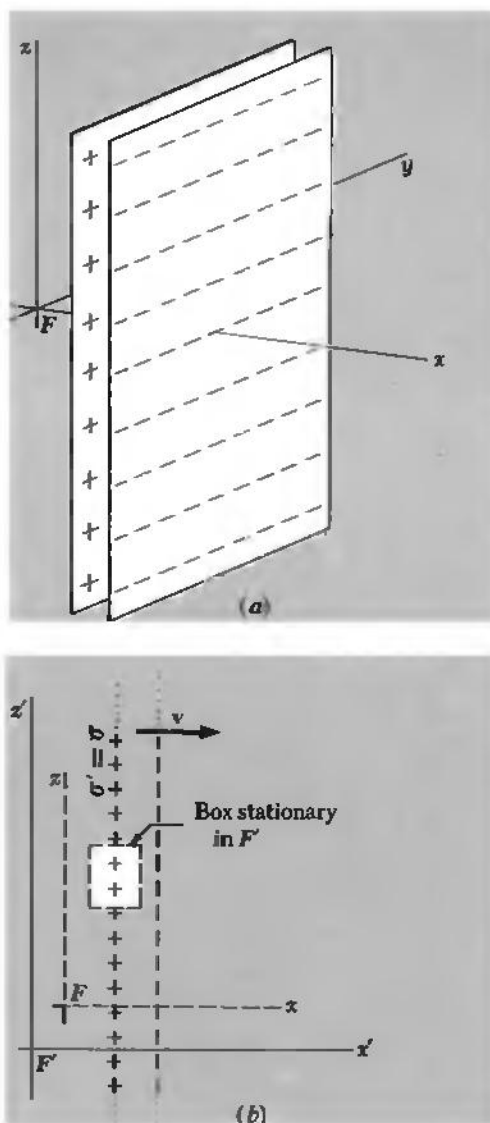 z
y
F
x
(a)
z'
v
σ' = σ
z
Box stationary
in F'
F
x
F'
x'
(b)